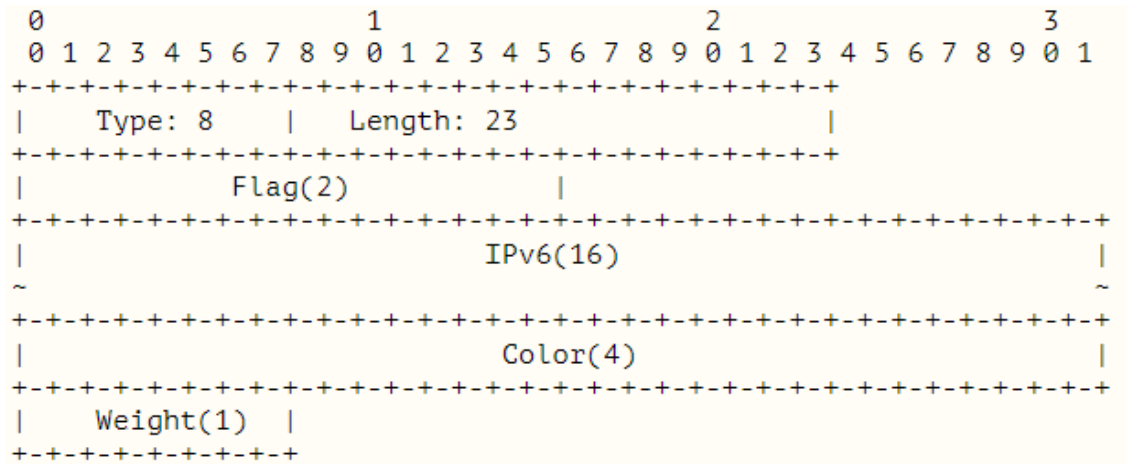 0                   1                   2                   3
0 1 2 3 4 5 6 7 8 9 0 1 2 3 4 5 6 7 8 9 0 1 2 3 4 5 6 7 8 9 0 1
+-+-+-+-+-+-+-+-+-+-+-+-+-+-+-+-+-+-+-+-+-+-+-+-+
|    Type: 8    |   Length: 23                  |
+-+-+-+-+-+-+-+-+-+-+-+-+-+-+-+-+-+-+-+-+-+-+-+-+
|            Flag(2)            |
+-+-+-+-+-+-+-+-+-+-+-+-+-+-+-+-+-+-+-+-+-+-+-+-+-+-+-+-+-+-+-+-+
|                           IPv6(16)                            |
~                                                               ~
+-+-+-+-+-+-+-+-+-+-+-+-+-+-+-+-+-+-+-+-+-+-+-+-+-+-+-+-+-+-+-+-+
|                            Color(4)                           |
+-+-+-+-+-+-+-+-+-+-+-+-+-+-+-+-+-+-+-+-+-+-+-+-+-+-+-+-+-+-+-+-+
|    Weight(1)  |
+-+-+-+-+-+-+-+-+